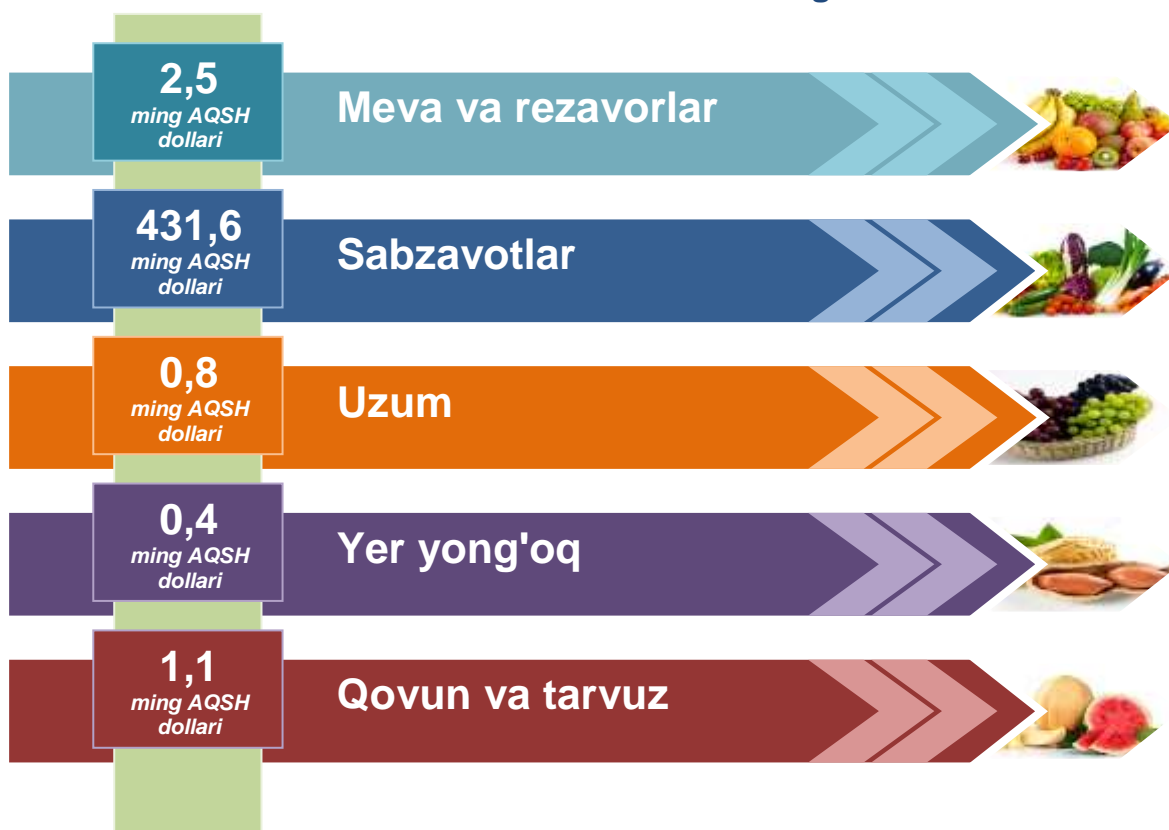 2,5
ming AQSH
dollari
Meva va rezavorlar
431,6
ming AQSH
dollari
Sabzavotlar
0,8
ming AQSH
dollari
Uzum
0,4
ming AQSH
dollari
Yer yong'oq
1,1
ming AQSH
dollari
Qovun va tarvuz